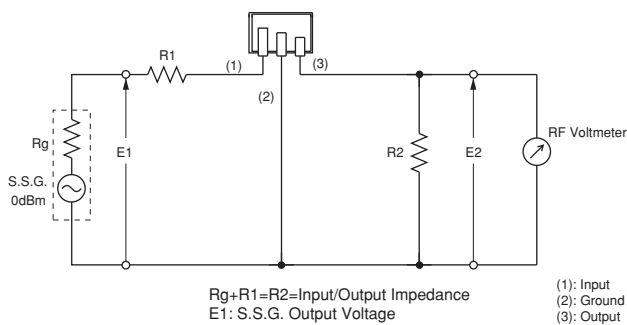 R1
(1)
(3)
(2)
Rg
E1
R2
E2
RF Voltmeter
S.S.G.
0dBm
Rg+R1=R2=Input/Output Impedance
E1: S.S.G. Output Voltage
(1): Input
(2): Ground
(3): Output